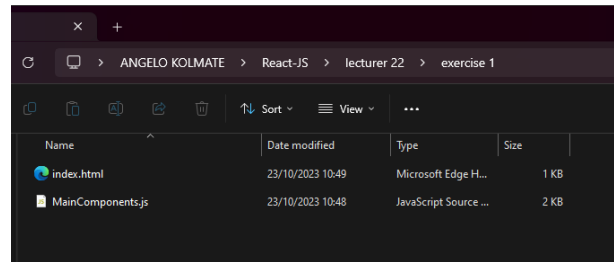 ANGELO KOLMATE > React-JS > lecturer 22 > exercise 1
Sort View
Name Date modified Type Size
index.html 23/10/2023 10:49 Microsoft Edge H... 1 KB
MainComponents.js 23/10/2023 10:48 JavaScript Source ... 2 KB